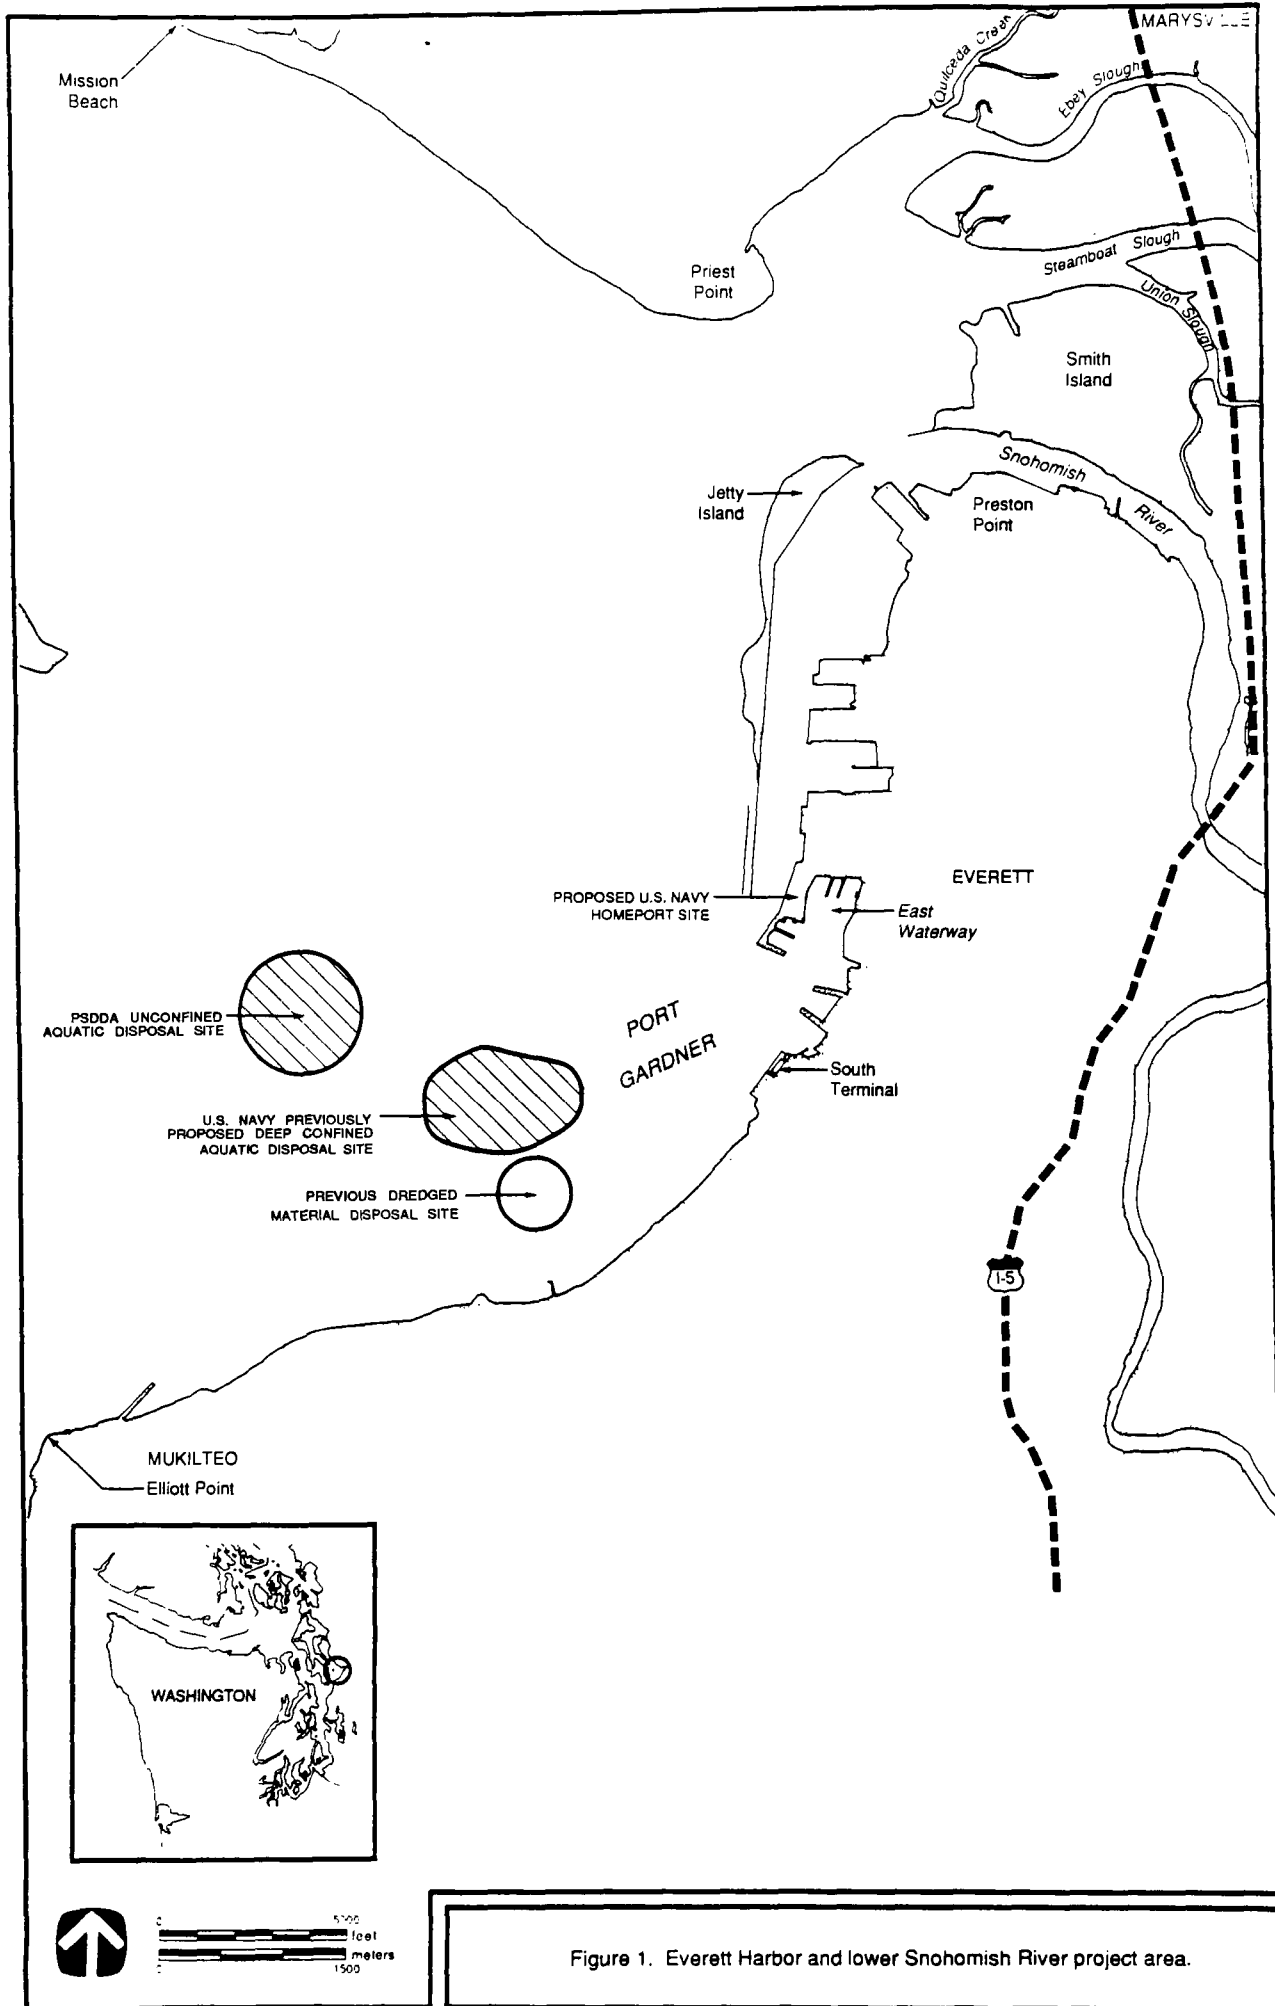 MARYSVILLE
Mission
Beach
Quilceda Creek
Ebey Slough
Steamboat Slough
Union Slough
Priest
Point
Smith
Island
Snohomish
River
Jetty
Island
Preston
Point
EVERETT
PROPOSED U.S. NAVY
HOMEPORT SITE
East
Waterway
PSDDA UNCONFINED
AQUATIC DISPOSAL SITE
PORT
GARDNER
South
Terminal
U.S. NAVY PREVIOUSLY
PROPOSED DEEP CONFINED
AQUATIC DISPOSAL SITE
PREVIOUS DREDGED
MATERIAL DISPOSAL SITE
I-5
MUKILTEO
Elliott Point
WASHINGTON
0 5000
feet
meters
0 1500
Figure 1. Everett Harbor and lower Snohomish River project area.